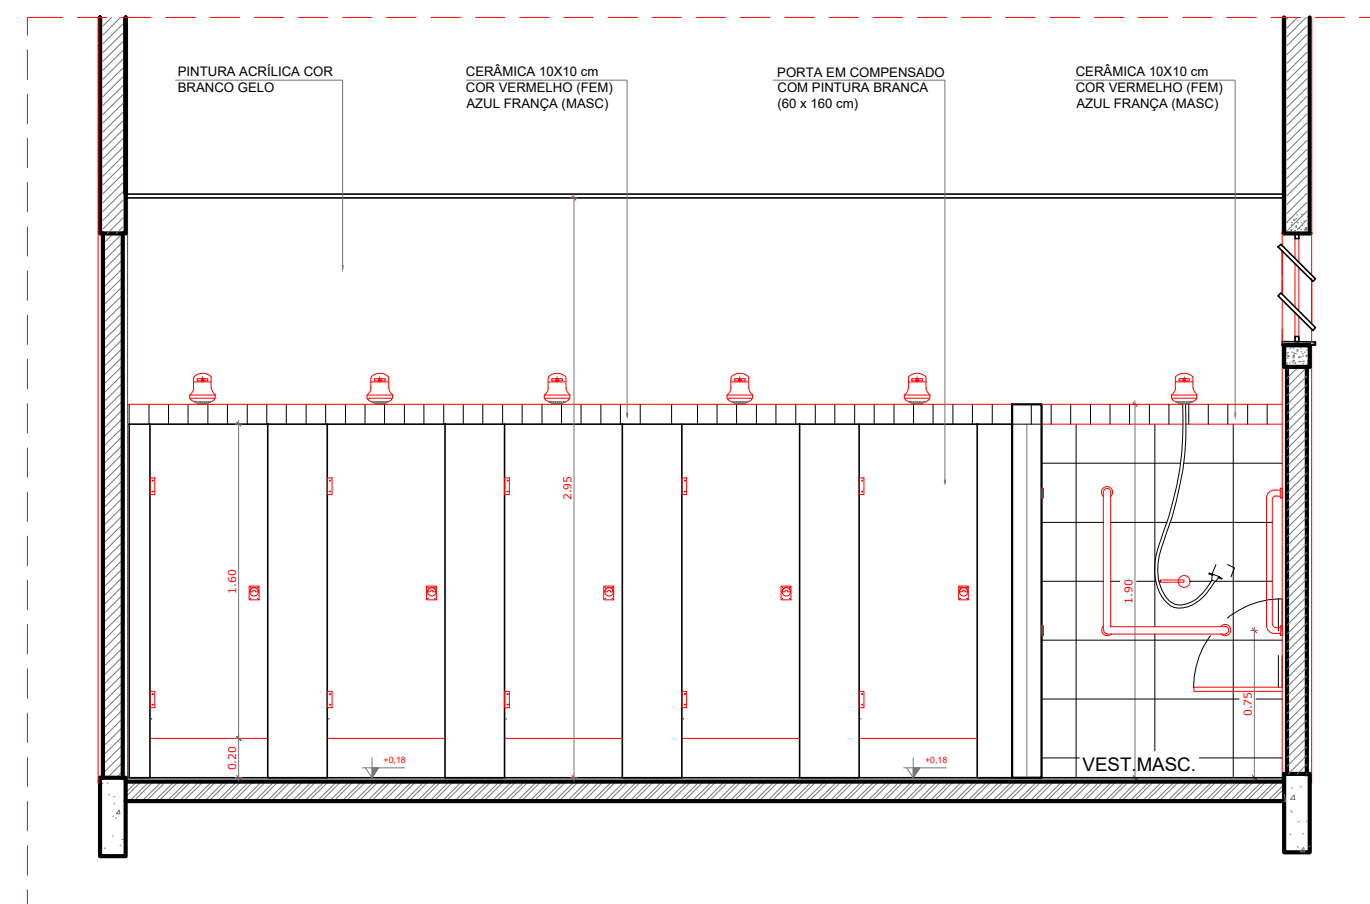 PINTURA ACRÍLICA COR
BRANCO GELO
CERÂMICA 10X10 cm
COR VERMELHO (FEM)
AZUL FRANÇA (MASC)
PORTA EM COMPENSADO
COM PINTURA BRANCA
(60 x 160 cm)
CERÂMICA 10X10 cm
COR VERMELHO (FEM)
AZUL FRANÇA (MASC)
2.95
1.60
1.90
0.75
0.20
+0,18
+0,18
VEST.MASC.